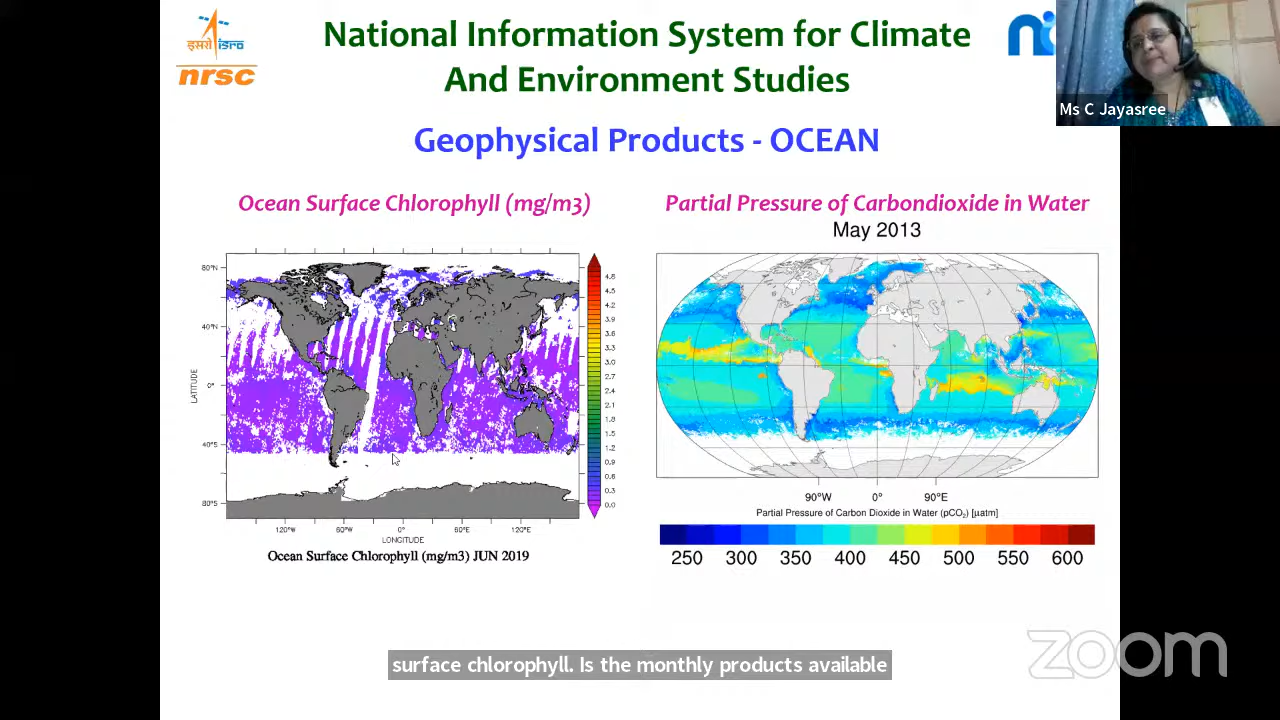 National Information System for Climate
And Environment Studies
इसरो isro
nrsc
Ms C Jayasree
Geophysical Products - OCEAN
Ocean Surface Chlorophyll (mg/m3)
80°N
40°N
0°
40°S
80°S
LATITUDE
120°W
60°W
0°
60°E
120°E
LONGITUDE
4.8
4.5
4.2
3.9
3.6
3.3
3.0
2.7
2.4
2.1
1.8
1.5
1.2
0.9
0.6
0.3
0.0
Ocean Surface Chlorophyll (mg/m3) JUN 2019
Partial Pressure of Carbondioxide in Water
May 2013
90°W 0° 90°E
Partial Pressure of Carbon Dioxide in Water (pCO₂) [µatm]
250 300 350 400 450 500 550 600
surface chlorophyll. Is the monthly products available
zoom